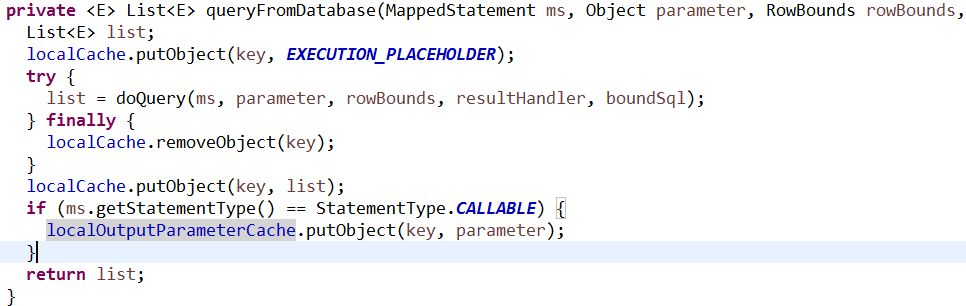 private <E> List<E> queryFromDatabase(MappedStatement ms, Object parameter, RowBounds rowBounds,
List<E> list;
localCache.putObject(key, EXECUTION_PLACEHOLDER);
try {
list = doQuery(ms, parameter, rowBounds, resultHandler, boundSql);
} finally {
localCache.removeObject(key);
}
localCache.putObject(key, list);
if (ms.getStatementType() == StatementType.CALLABLE) {
localOutputParameterCache.putObject(key, parameter);
}
return list;
}